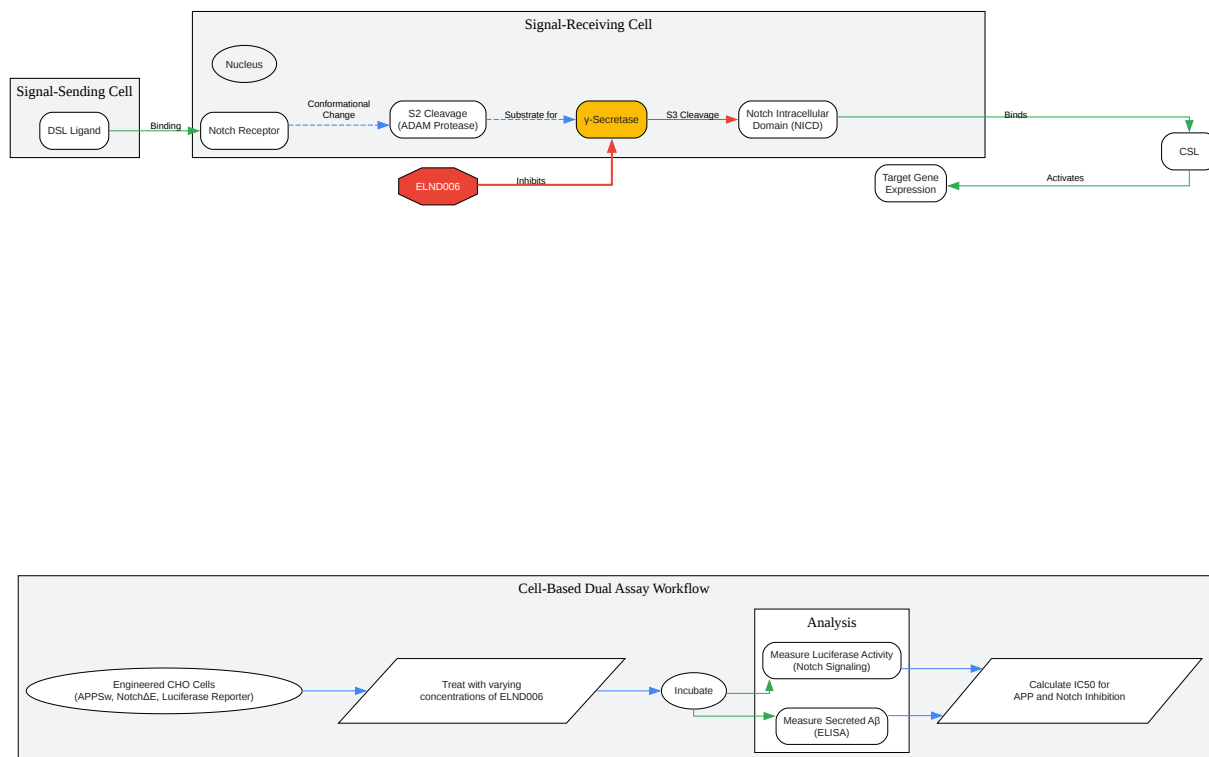 Signal-Receiving Cell
Nucleus
Signal-Sending Cell
DSL Ligand
Binding
Notch Receptor
Conformational
Change
S2 Cleavage
(ADAM Protease)
Substrate for
γ-Secretase
S3 Cleavage
Notch Intracellular
Domain (NICD)
Binds
CSL
ELND006
Inhibits
Target Gene
Expression
Activates
Cell-Based Dual Assay Workflow
Engineered CHO Cells
(APPSw, NotchΔE, Luciferase Reporter)
Treat with varying
concentrations of ELND006
Incubate
Analysis
Measure Luciferase Activity
(Notch Signaling)
Measure Secreted Aβ
(ELISA)
Calculate IC50 for
APP and Notch Inhibition